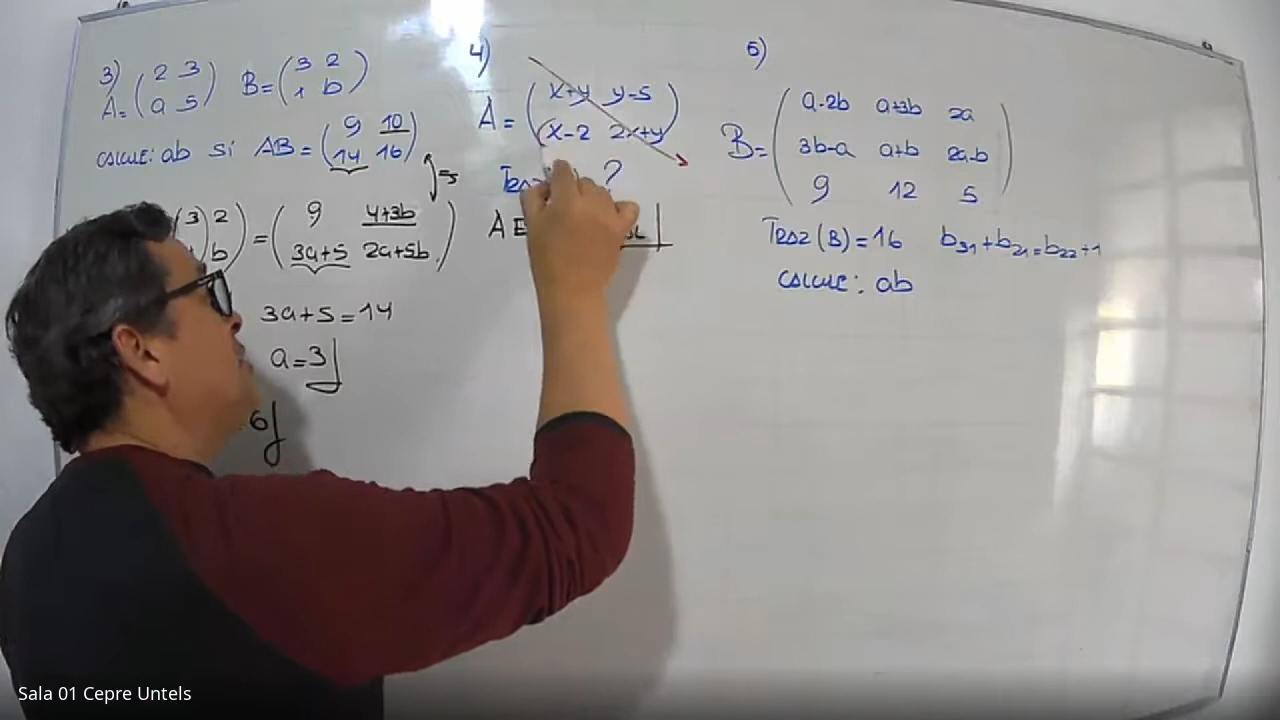 3)
A = ( 2 3 / a 5 ) B = ( 3 2 / 1 b )
CALCULE: ab si AB = ( 9 10 / 14 16 )
3 2 / b = ( 9 4+3b / 3a+5 2a+5b )
3a+5=14
a=3
6
4)
A = ( x+y y-5 / x-2 2x+y )
?
A E
5)
B = ( a-2b a+3b 2a / 3b-a a+b 2a-b / 9 12 5 )
Traz(B)=16 b31+b21=b22+1
CALCULE: ab
Sala 01 Cepre Untels